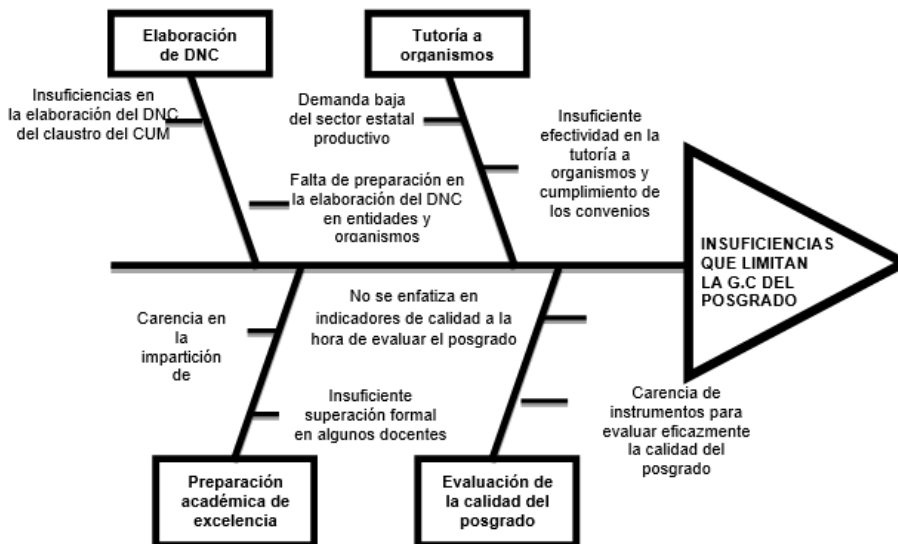 Elaboración
de DNC
Tutoría a
organismos
Insuficiencias en
la elaboración del DNC
del claustro del CUM
Falta de preparación en
la elaboración del DNC
en entidades y
organismos
Demanda baja
del sector estatal
productivo
Insuficiente
efectividad en la
tutoría a
organismos y
cumplimiento de
los convenios
INSUFICIENCIAS
QUE LIMITAN
LA G.C DEL
POSGRADO
Carencia en
la
impartición
de
Insuficiente
superación formal
en algunos docentes
No se enfatiza en
indicadores de calidad a la
hora de evaluar el posgrado
Carencia de
instrumentos para
evaluar eficazmente
la calidad del
posgrado
Preparación
académica de
excelencia
Evaluación de
la calidad del
posgrado